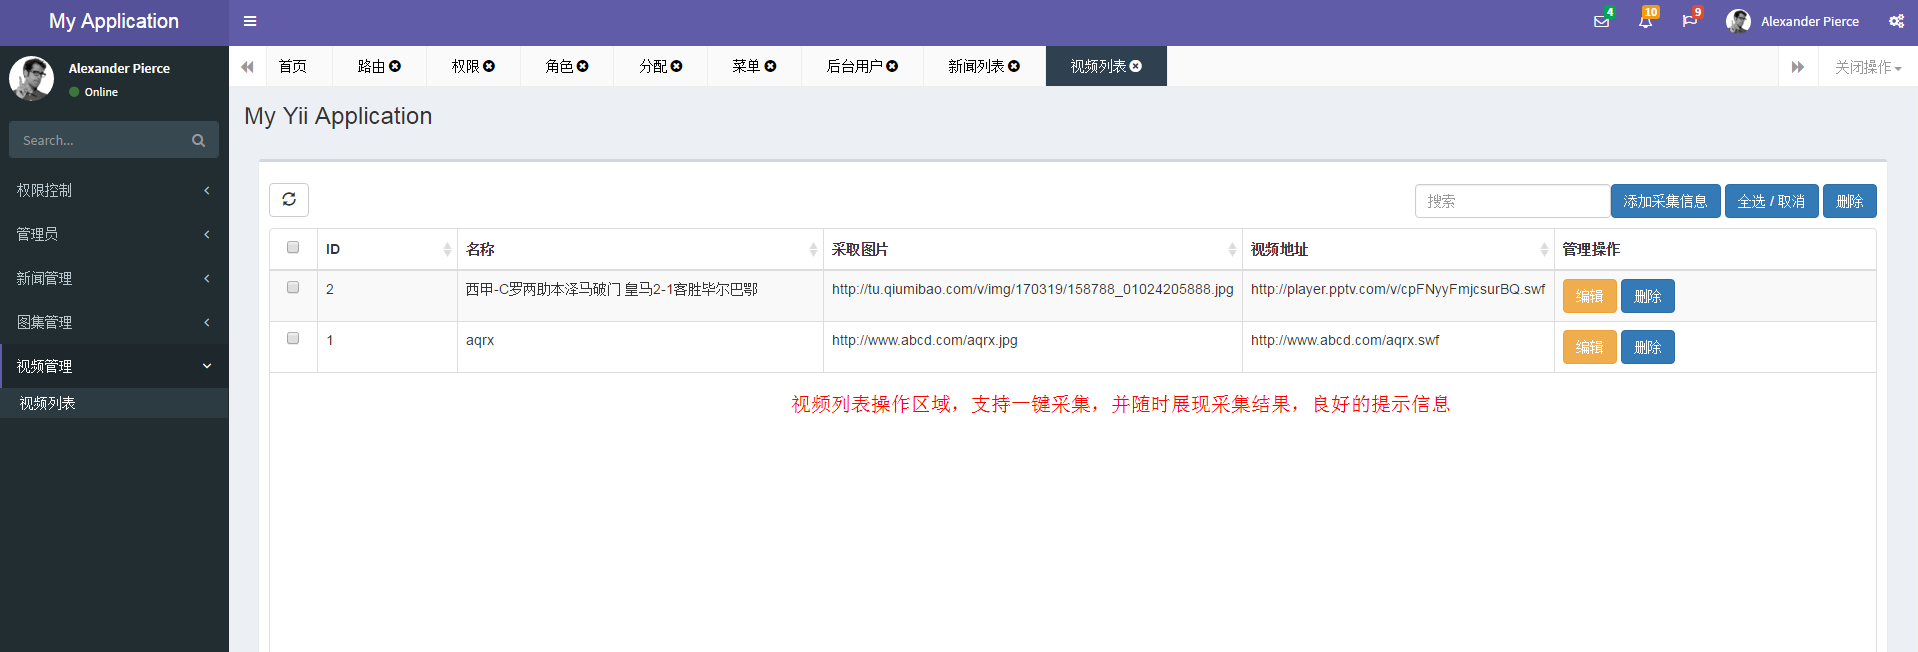 My Application
4
10
9
Alexander Pierce
Alexander Pierce
Online
Search...
权限控制
管理员
新闻管理
图集管理
视频管理
视频列表
首页 路由 权限 角色 分配 菜单 后台用户 新闻列表 视频列表 关闭操作
My Yii Application
搜索 添加采集信息 全选 / 取消 删除
ID 名称 采取图片 视频地址 管理操作
2 西甲-C罗两助本泽马破门 皇马2-1客胜毕尔巴鄂 http://tu.qiumibao.com/v/img/170319/158788_01024205888.jpg http://player.pptv.com/v/cpFNyyFmjcsurBQ.swf 编辑 删除
1 aqrx http://www.abcd.com/aqrx.jpg http://www.abcd.com/aqrx.swf 编辑 删除
视频列表操作区域，支持一键采集，并随时展现采集结果，良好的提示信息